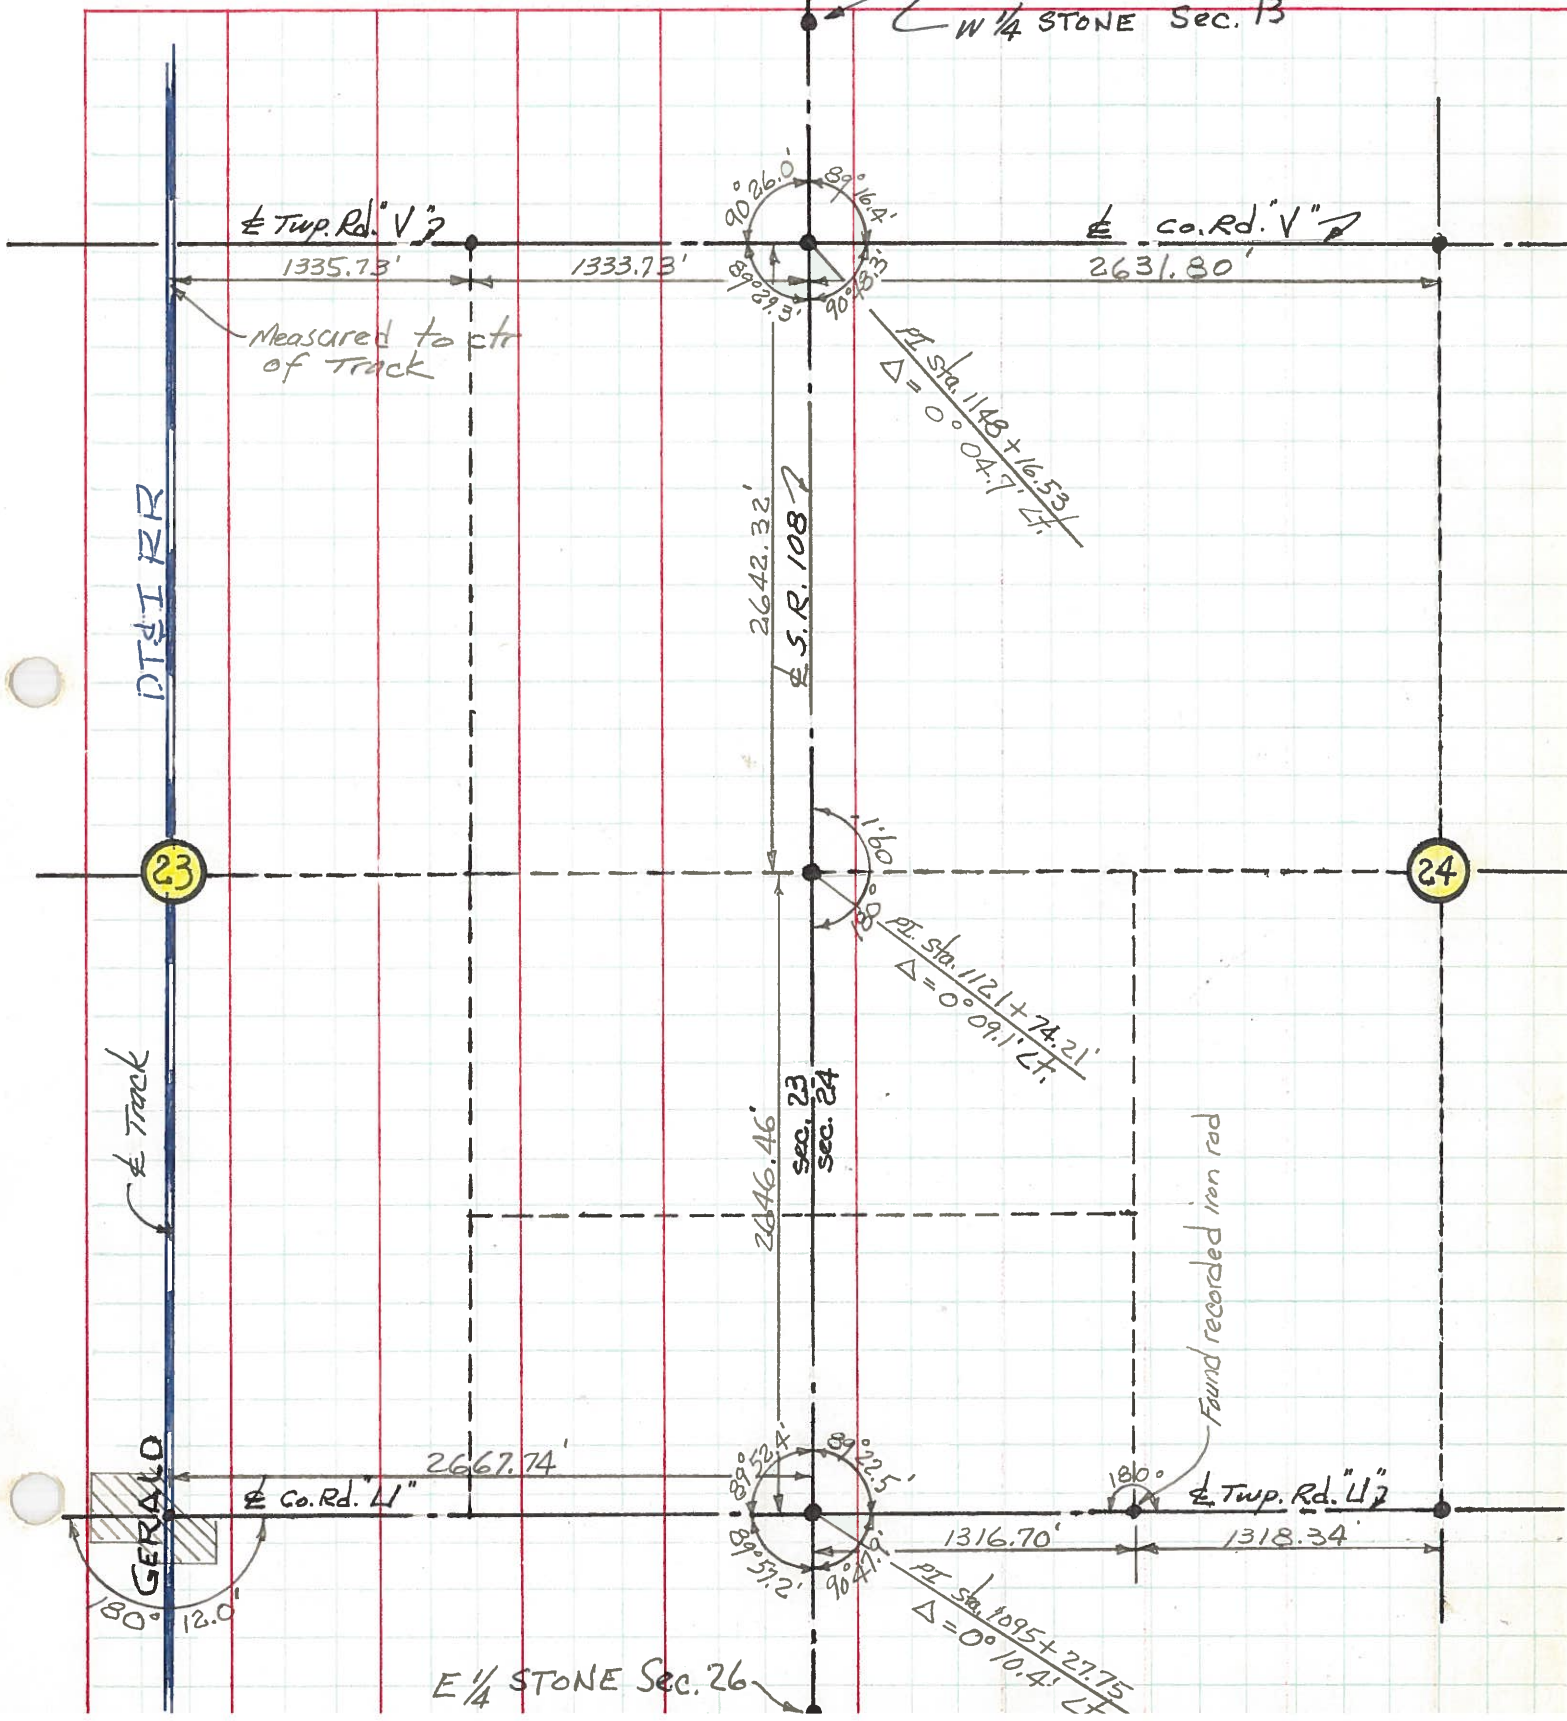 W 1/4 STONE Sec. 13
90° 26.0'
89° 16.4'
℄ Twp. Rd. "V"
℄ Co. Rd. "V"
1335.73'
1333.73'
2631.80'
89° 29.3'
90° 48.3'
Measured to ctr
of Track
PI Sta. 1148+16.53
Δ = 0° 04.7' Lt.
DT&I RR
2642.32'
℄ S.R. 108
23
24
180°
09.1'
PI. Sta. 1121+74.21'
Δ = 0° 09.1' Lt.
℄ Track
2646.46'
Sec. 23
Sec. 24
Found recorded iron rod
GERALD
2667.74'
℄ Co. Rd. "U"
89° 52.4'
89° 22.5'
180°
℄ Twp. Rd. "U"
1316.70'
1318.34'
89° 57.2'
90° 47.9'
180° 12.0'
PI Sta. 1095+27.75
Δ = 0° 10.4' Lt
E 1/4 STONE Sec. 26